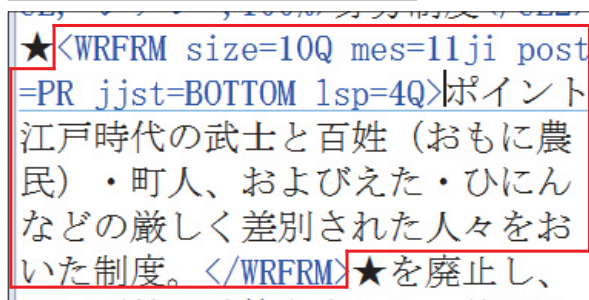 ★<WRFRM size=10Q mes=11ji post
=PR jjst=BOTTOM lsp=4Q>ポイント
江戸時代の武士と百姓（おもに農
民）・町人、およびえた・ひにん
などの厳しく差別された人々をお
いた制度。</WRFRM>★を廃止し、